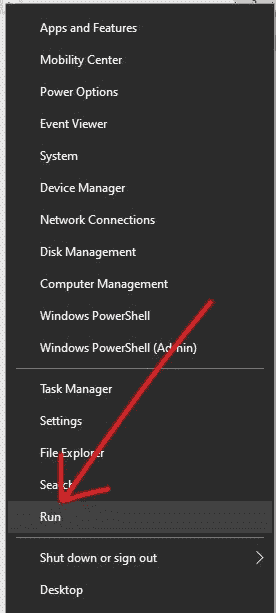 Apps and Features
Mobility Center
Power Options
Event Viewer
System
Device Manager
Network Connections
Disk Management
Computer Management
Windows PowerShell
Windows PowerShell (Admin)
Task Manager
Settings
File Explorer
Search
Run
Shut down or sign out
Desktop